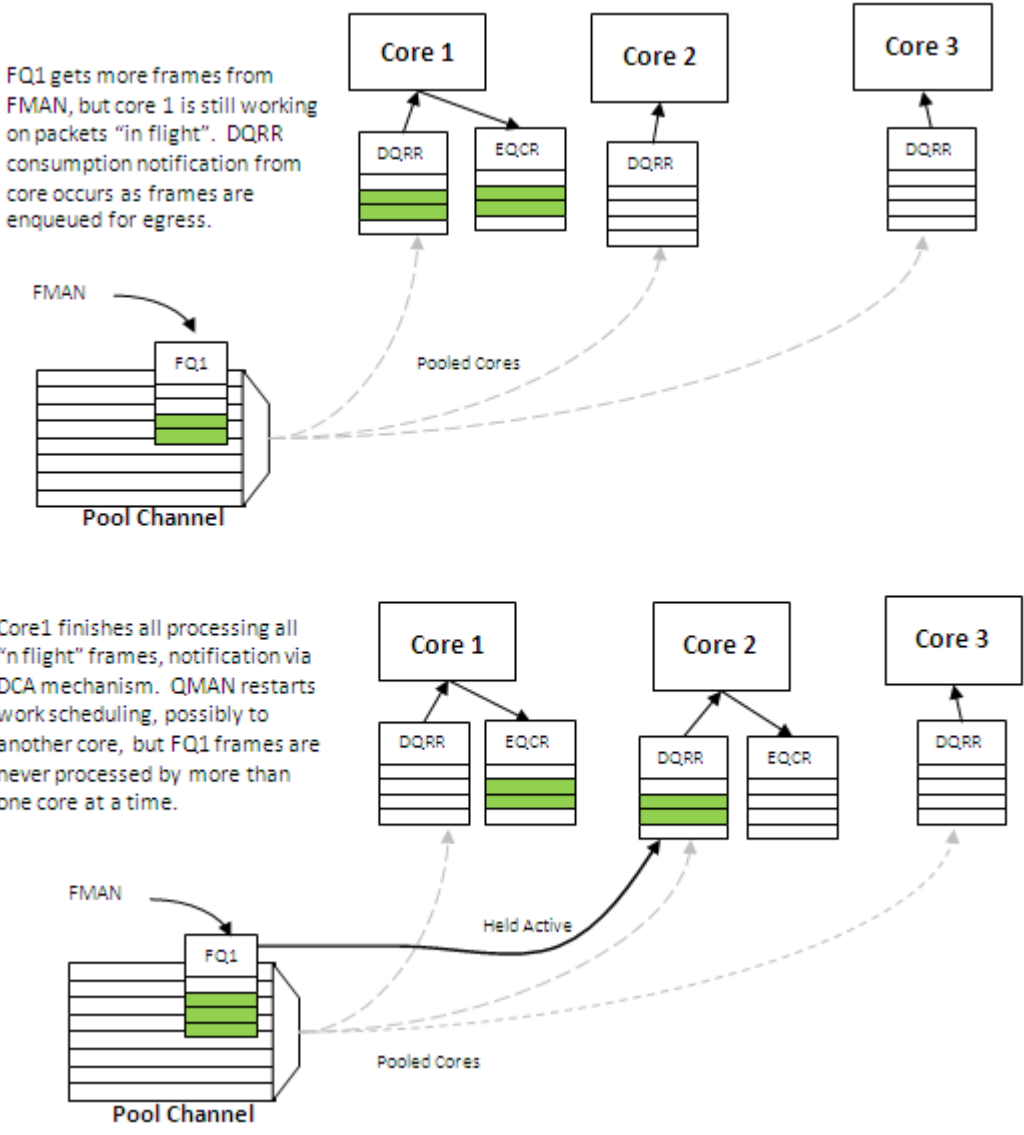 Core 1
Core 2
Core 3
FQ1 gets more frames from
FMAN, but core 1 is still working
on packets “in flight”. DQRR
consumption notification from
core occurs as frames are
enqueued for egress.
DQRR
EQCR
DQRR
DQRR
FMAN
FQ1
Pooled Cores
Pool Channel
Core1 finishes all processing all
“n flight” frames, notification via
DCA mechanism. QMAN restarts
work scheduling, possibly to
another core, but FQ1 frames are
never processed by more than
one core at a time.
Core 1
Core 2
Core 3
DQRR
EQCR
DQRR
EQCR
DQRR
FMAN
Held Active
FQ1
Pooled Cores
Pool Channel